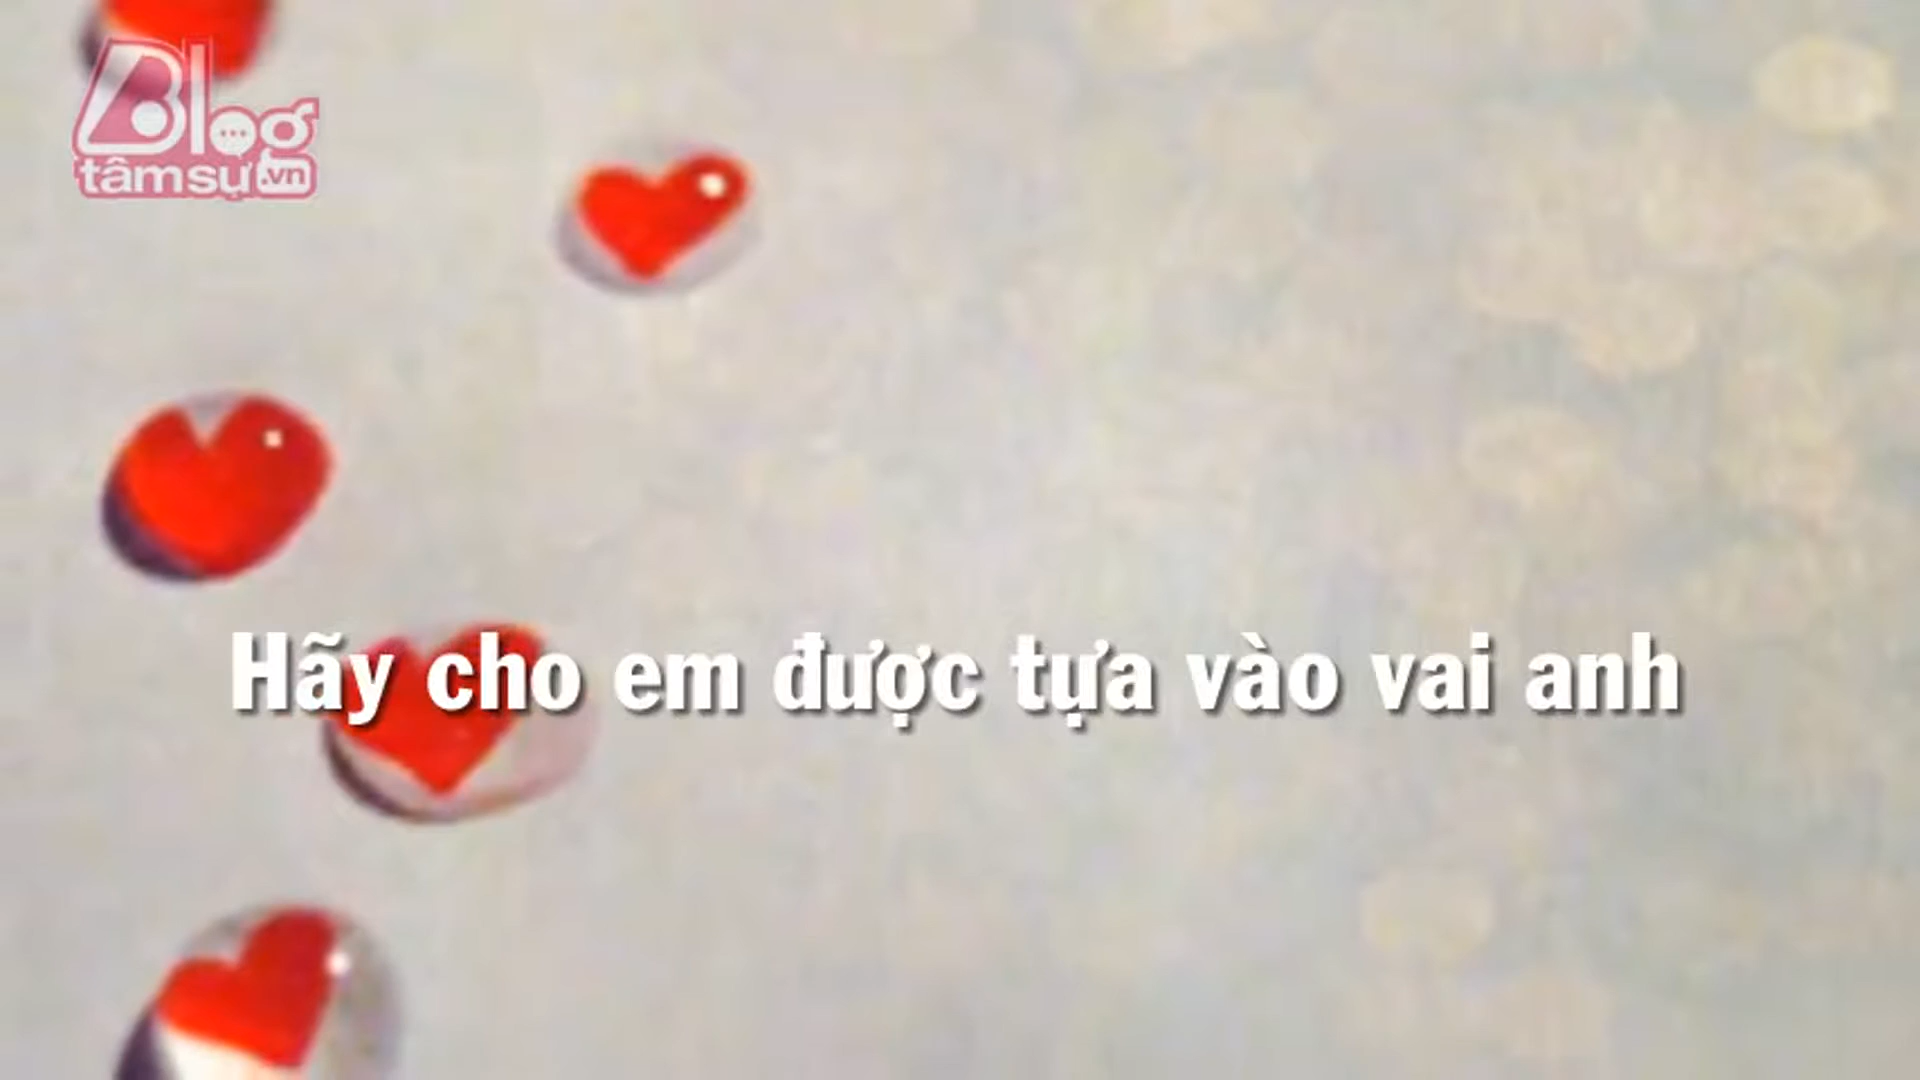 Blog
tâmsự.vn
Hãy cho em được tựa vào vai anh